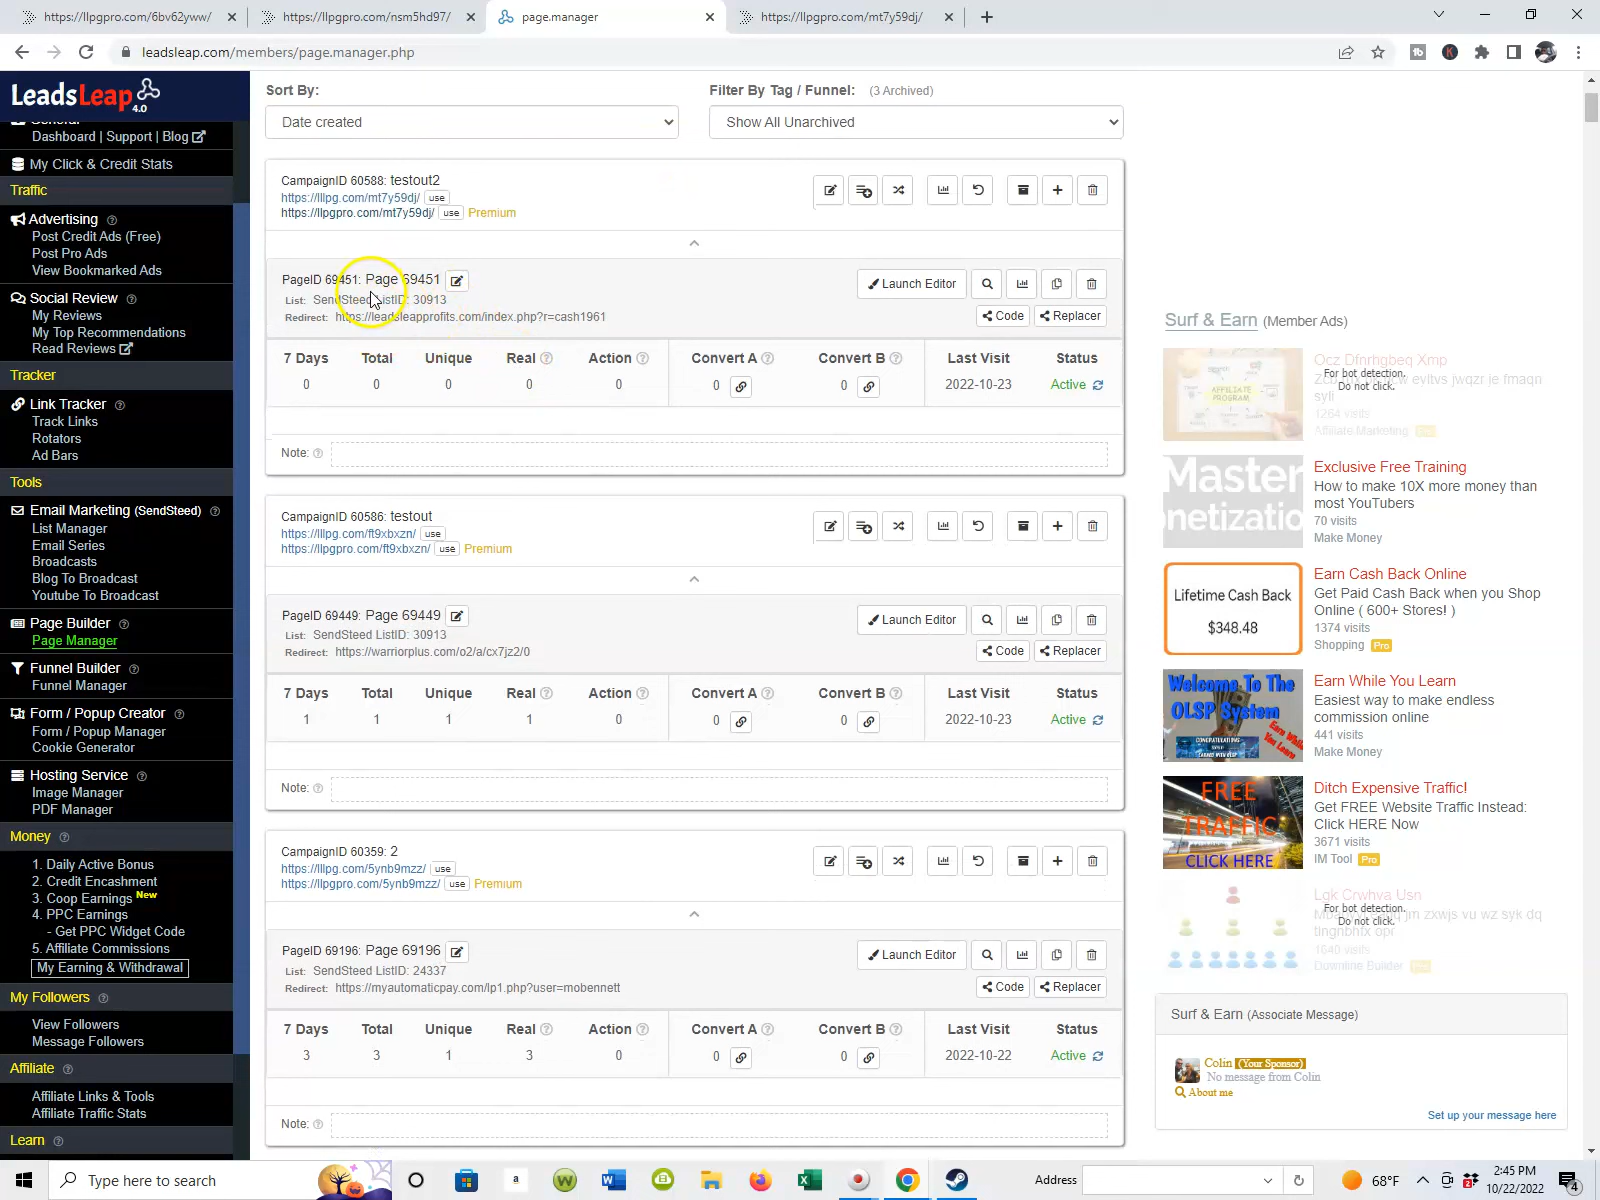 https://llpgpro.com/6bv62yww/
https://llpgpro.com/nsm5hd97/
page.manager
https://llpgpro.com/mt7y59dj/
leadsleap.com/members/page.manager.php
LeadsLeap 4.0
General
Dashboard | Support | Blog
My Click & Credit Stats
Traffic
Advertising
Post Credit Ads (Free)
Post Pro Ads
View Bookmarked Ads
Social Review
My Reviews
My Top Recommendations
Read Reviews
Tracker
Link Tracker
Track Links
Rotators
Ad Bars
Tools
Email Marketing (SendSteed)
List Manager
Email Series
Broadcasts
Blog To Broadcast
Youtube To Broadcast
Page Builder
Page Manager
Funnel Builder
Funnel Manager
Form / Popup Creator
Form / Popup Manager
Cookie Generator
Hosting Service
Image Manager
PDF Manager
Money
1. Daily Active Bonus
2. Credit Encashment
3. Coop Earnings New
4. PPC Earnings
- Get PPC Widget Code
5. Affiliate Commissions
My Earning & Withdrawal
My Followers
View Followers
Message Followers
Affiliate
Affiliate Links & Tools
Affiliate Traffic Stats
Learn
Sort By:
Date created
Filter By Tag / Funnel: (3 Archived)
Show All Unarchived
CampaignID 60588: testout2
https://llpg.com/mt7y59dj/ use
https://llpgpro.com/mt7y59dj/ use Premium
PageID 69451: Page 69451
List: SendSteed ListID: 30913
Redirect: https://leadsleapprofits.com/index.php?r=cash1961
Launch Editor
Code Replacer
7 Days Total Unique Real Action Convert A Convert B Last Visit Status
0 0 0 0 0 0 0 2022-10-23 Active
Note:
CampaignID 60586: testout
https://llpg.com/ft9xbxzn/ use
https://llpgpro.com/ft9xbxzn/ use Premium
PageID 69449: Page 69449
List: SendSteed ListID: 30913
Redirect: https://warriorplus.com/o2/a/cx7jz2/0
Launch Editor
Code Replacer
7 Days Total Unique Real Action Convert A Convert B Last Visit Status
1 1 1 1 0 0 0 2022-10-23 Active
Note:
CampaignID 60359: 2
https://llpg.com/5ynb9mzz/ use
https://llpgpro.com/5ynb9mzz/ use Premium
PageID 69196: Page 69196
List: SendSteed ListID: 24337
Redirect: https://myautomaticpay.com/lp1.php?user=mobennett
Launch Editor
Code Replacer
7 Days Total Unique Real Action Convert A Convert B Last Visit Status
3 3 1 3 0 0 0 2022-10-22 Active
Note:
Surf & Earn (Member Ads)
Ocz Dfnrhgbeq Xmp
For bot detection.
Do not click.
1264 visits
Affiliate Marketing Pro
AFFILIATE PROGRAM
Master
netization
Exclusive Free Training
How to make 10X more money than
most YouTubers
70 visits
Make Money
Lifetime Cash Back
$348.48
Earn Cash Back Online
Get Paid Cash Back when you Shop
Online ( 600+ Stores! )
1374 visits
Shopping Pro
Welcome To The
OLSP System
Earn While You Learn
Easiest way to make endless
commission online
441 visits
Make Money
FREE
TRAFFIC
CLICK HERE
Ditch Expensive Traffic!
Get FREE Website Traffic Instead:
Click HERE Now
3671 visits
IM Tool Pro
Lgk Crwhva Usn
For bot detection.
Do not click.
1640 visits
Downline Builder Pro
Surf & Earn (Associate Message)
Colin (Your Sponsor)
No message from Colin
About me
Set up your message here
Type here to search
Address
68°F
2:45 PM
10/22/2022
4